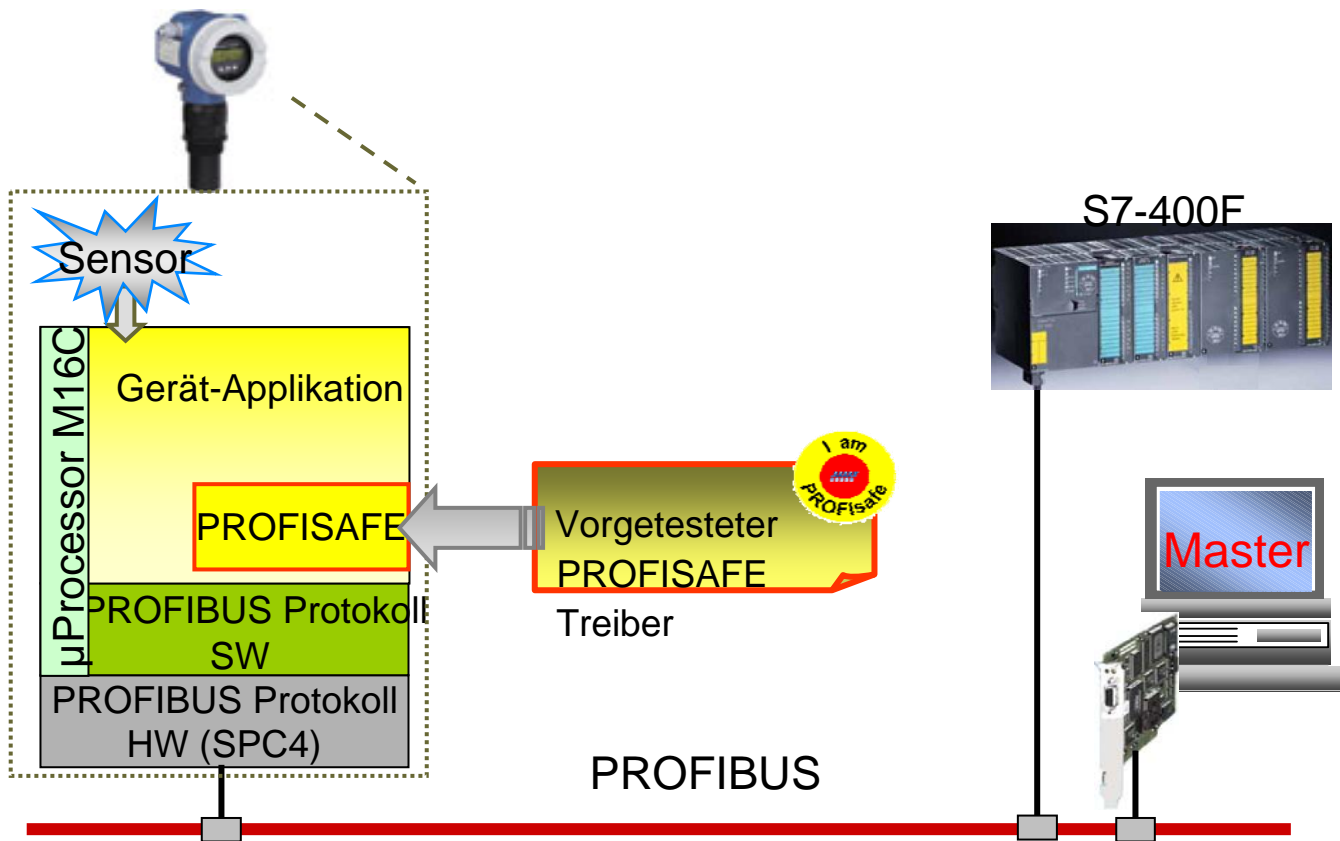 S7-400F
Sensor
µProcessor M16C
Gerät-Applikation
PROFISAFE
I am
PROFIsafe
Vorgetesteter
PROFISAFE
Treiber
Master
PROFIBUS Protokoll
SW
PROFIBUS Protokoll
HW (SPC4)
PROFIBUS